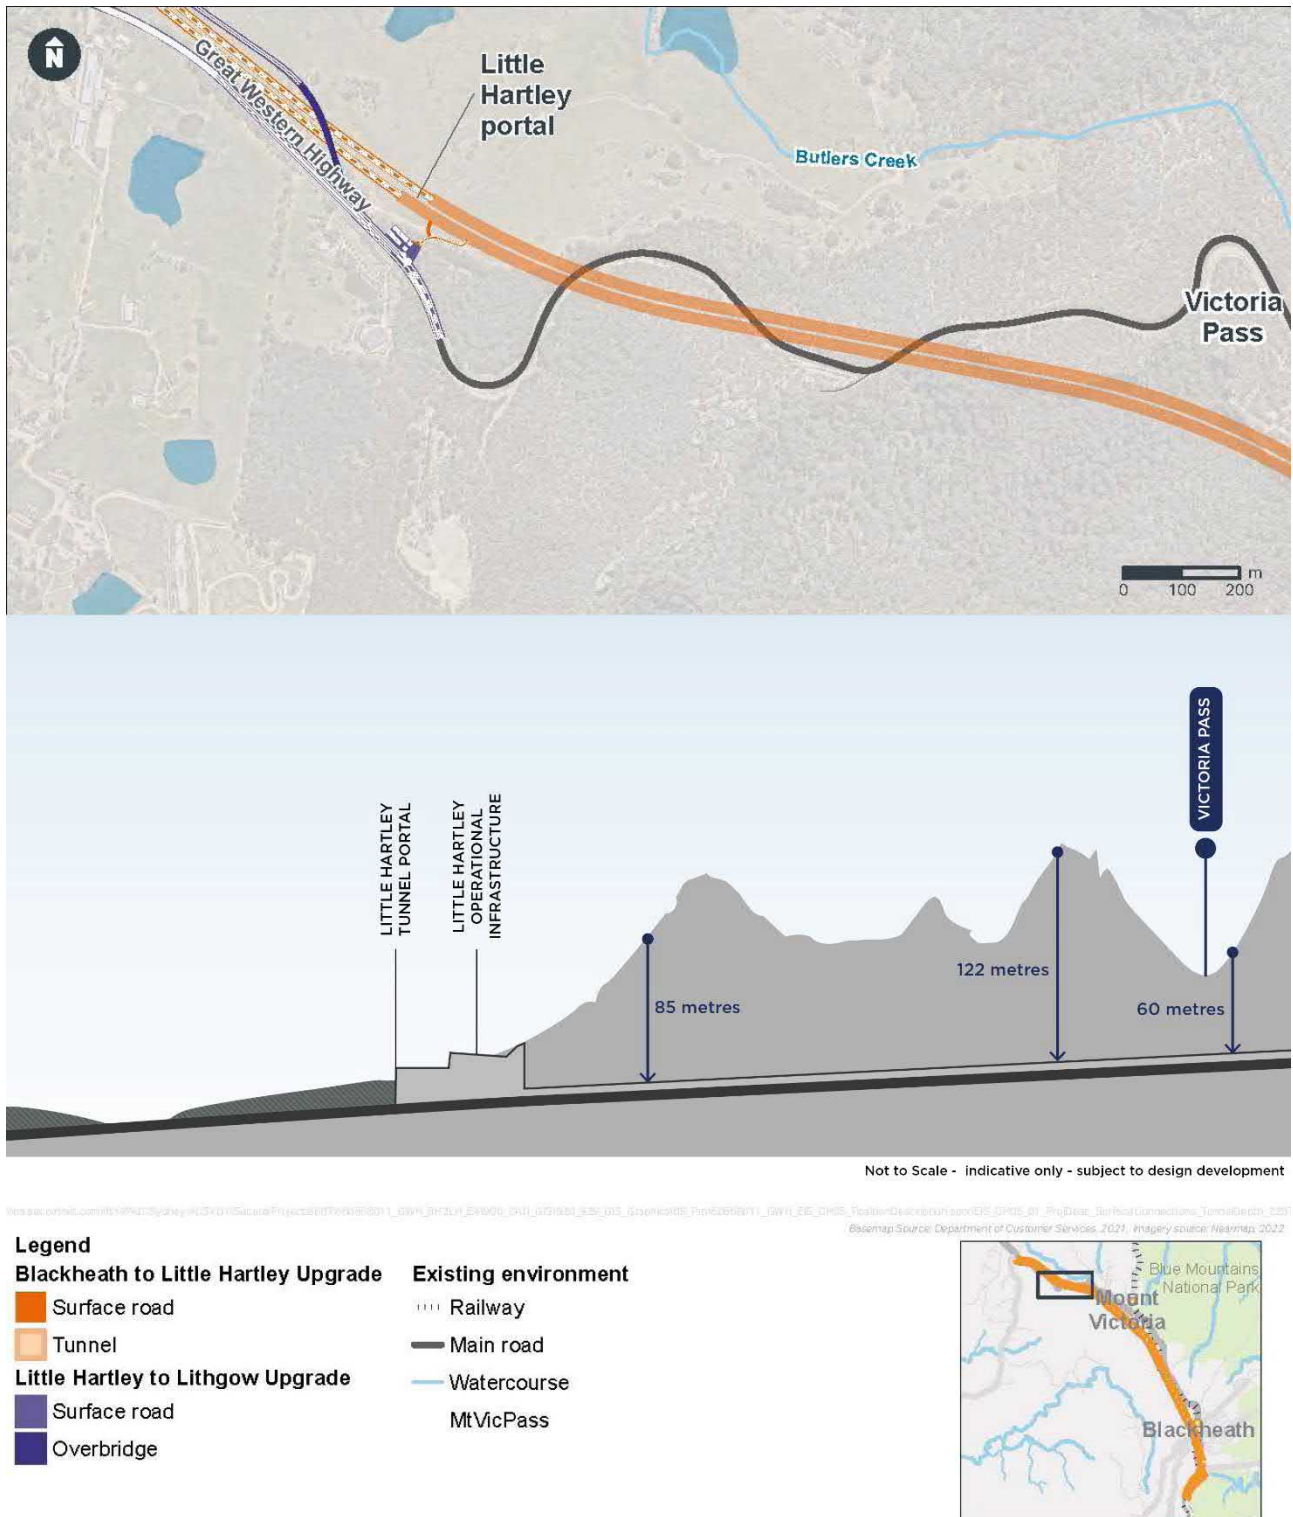 N
Great Western Highway
Little
Hartley
portal
Butlers Creek
Victoria
Pass
m
0 100 200
LITTLE HARTLEY
TUNNEL PORTAL
LITTLE HARTLEY
OPERATIONAL
INFRASTRUCTURE
VICTORIA PASS
85 metres
122 metres
60 metres
Not to Scale - indicative only - subject to design development
Basemap Source: Department of Customer Services, 2021, Imagery source: Nearmap, 2022
Legend
Blackheath to Little Hartley Upgrade
Surface road
Tunnel
Little Hartley to Lithgow Upgrade
Surface road
Overbridge
Existing environment
Railway
Main road
Watercourse
MtVicPass
Blue Mountains
National Park
Mount
Victoria
Blackheath